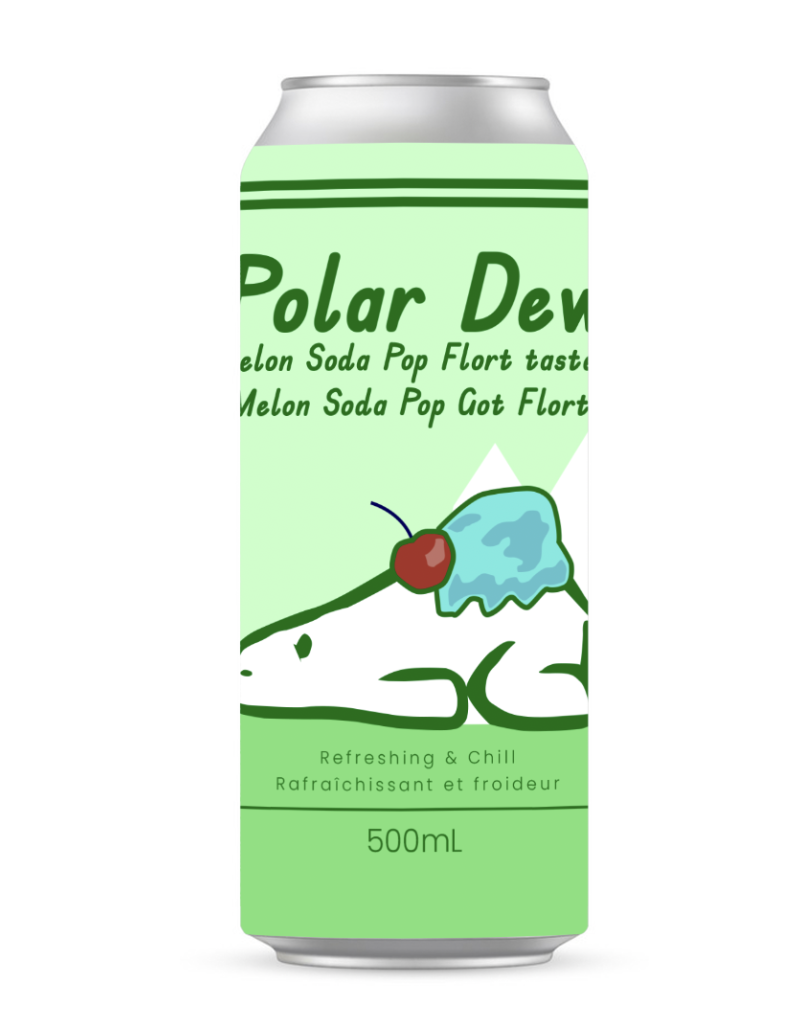 Polar Dew
elon Soda Pop Flort taste
Melon Soda Pop Got Flort
Refreshing & Chill
Rafraîchissant et froideur
500mL